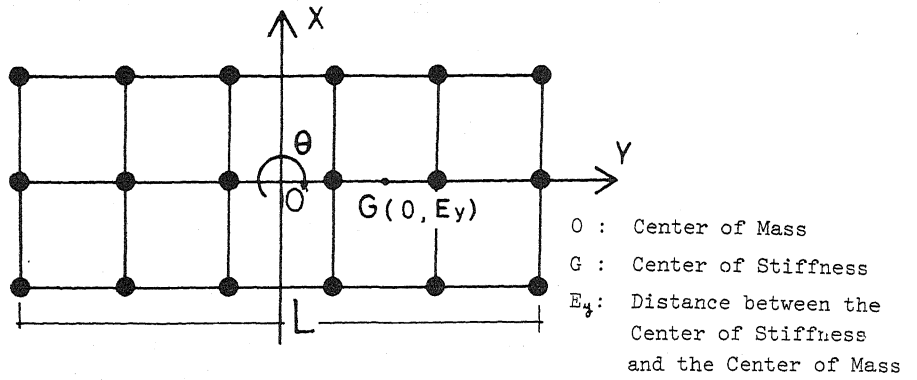 X
θ
Y
O
G(O,Ey)
L
O : Center of Mass
G : Center of Stiffness
Ey: Distance between the
Center of Stiffness
and the Center of Mass